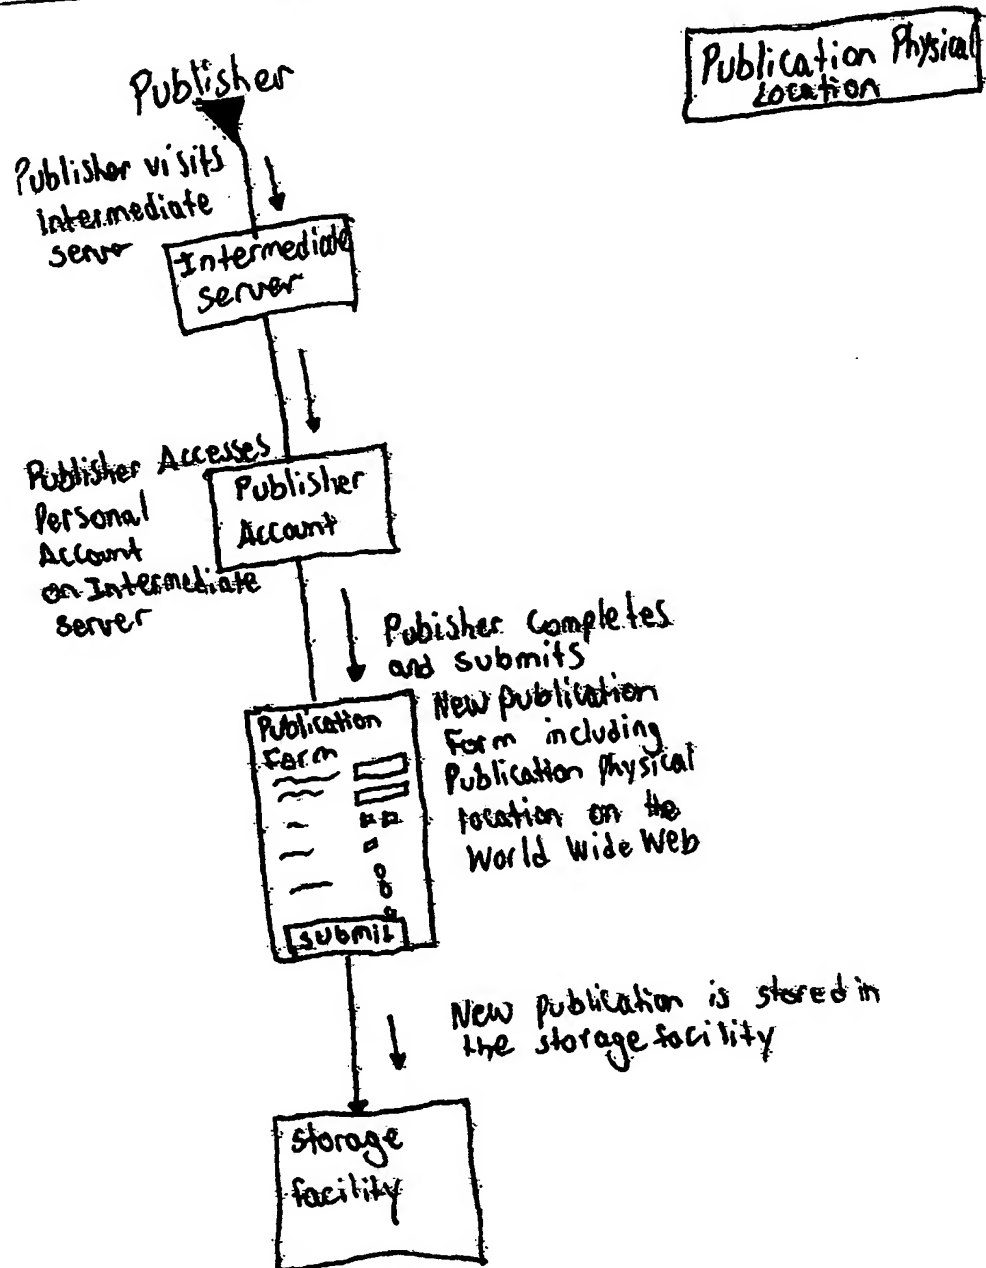 Publication Physical
Location
Publisher
Publisher visits
intermediate
server
Intermediate
server
Publisher Accesses
Personal
Account
on Intermediate
server
Publisher
Account
Pubisher completes
and submits
New publication
Form including
Publication physical
location on the
World Wide Web
Publication
Form
submit
New publication is stored in
the storage facility
storage
facility